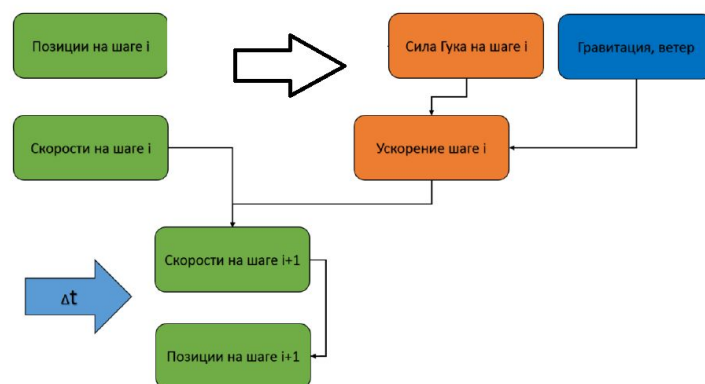 Позиции на шаге i
Сила Гука на шаге i
Гравитация, ветер
Скорости на шаге i
Ускорение шаге i
Скорости на шаге i+1
Δt
Позиции на шаге i+1